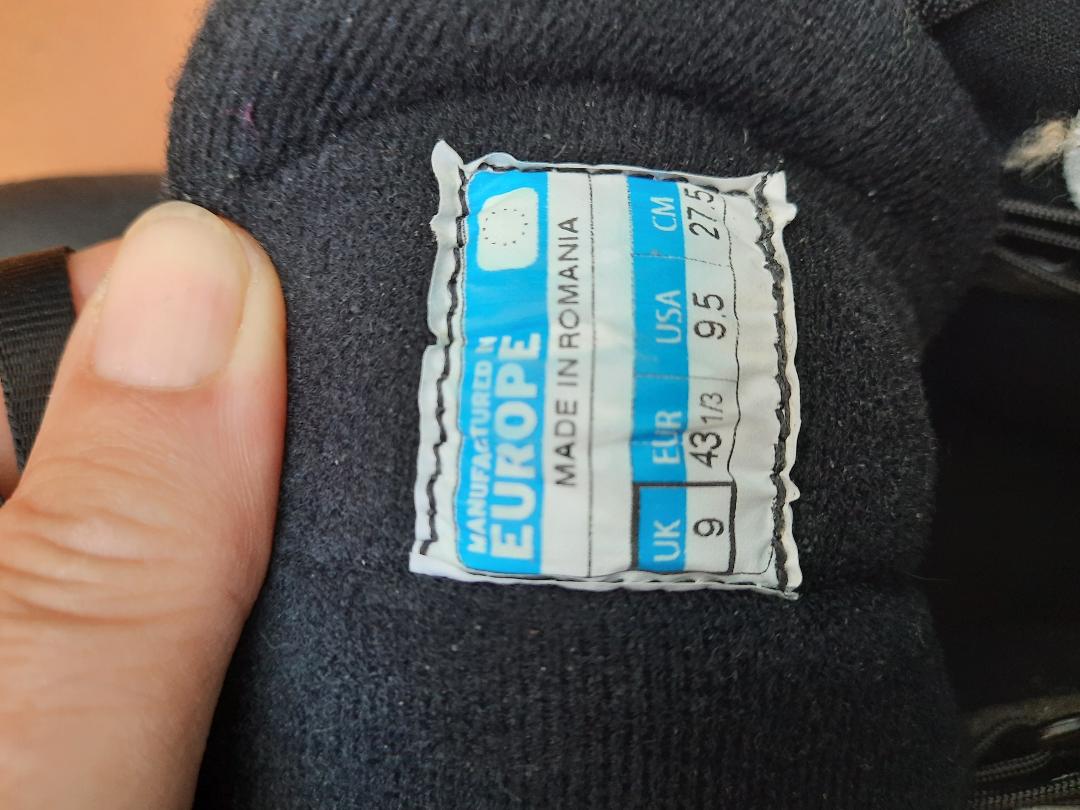 MANUFACTURED IN
EUROPE
MADE IN ROMANIA
UK EUR USA CM
9 43 1/3 9.5 27.5